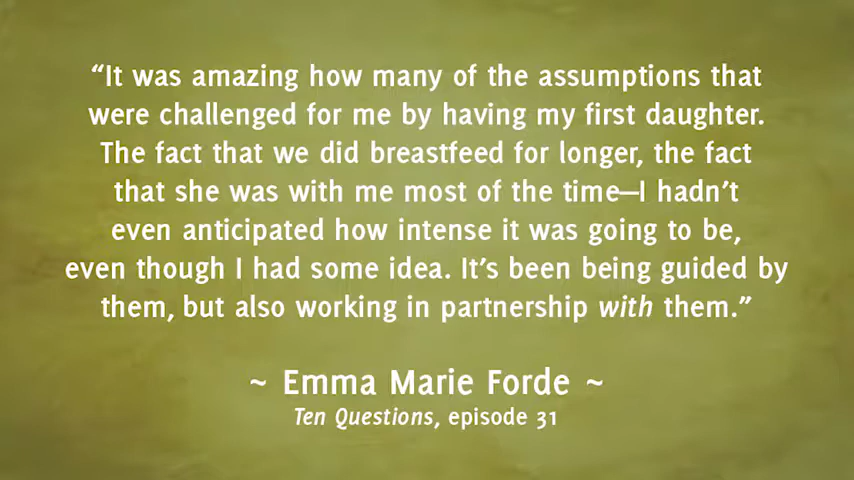 “It was amazing how many of the assumptions that
were challenged for me by having my first daughter.
The fact that we did breastfeed for longer, the fact
that she was with me most of the time—I hadn’t
even anticipated how intense it was going to be,
even though I had some idea. It’s been being guided by
them, but also working in partnership with them.”
~ Emma Marie Forde ~
Ten Questions, episode 31